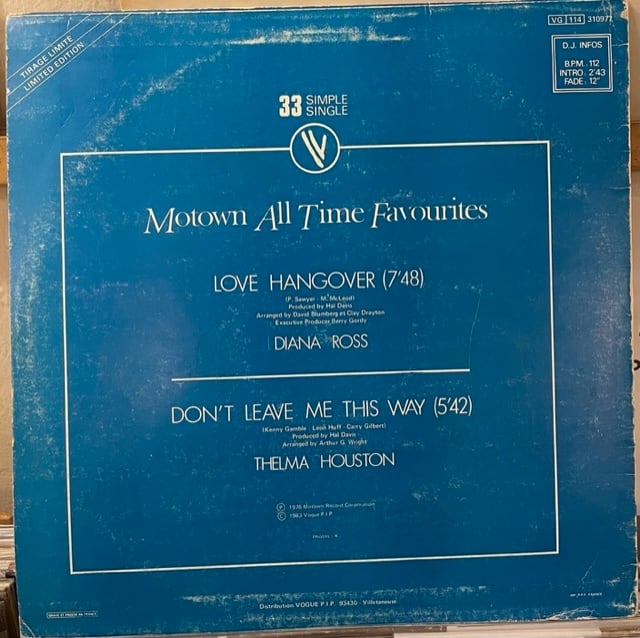 TIRAGE LIMITÉ
LIMITED EDITION
VG 114 310977
D.J. INFOS
B.P.M. 112
INTRO : 2'43
FADE : 12"
33 SIMPLE
SINGLE
Motown All Time Favourites
LOVE HANGOVER (7'48)
(P. Sawyer - M. McLeod)
Produced by Hal Davis
Arranged by David Blumberg et Clay Drayton
Executive Producer Berry Gordy
DIANA ROSS
DON'T LEAVE ME THIS WAY (5'42)
(Kenny Gamble - Leon Huff - Carry Gilbert)
Produced by Hal Davis
Arranged by Arthur G. Wright
THELMA HOUSTON
Ⓟ 1976 Motown Record Corporation
Ⓒ 1983 Vogue P.I.P.
Distribution VOGUE P.I.P. 93430 - Villetaneuse